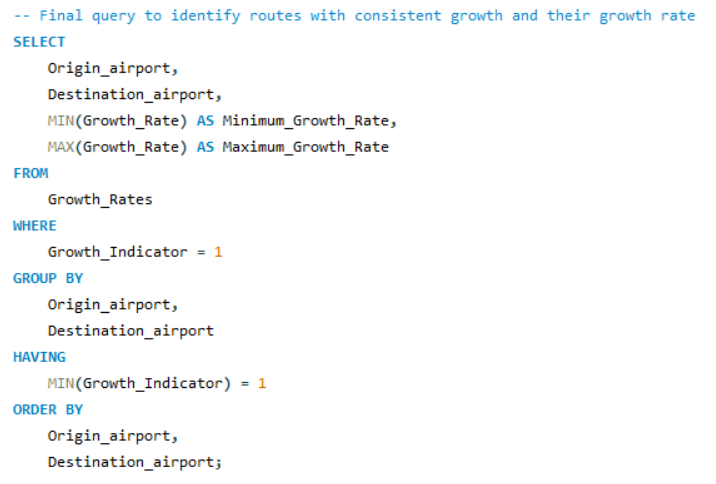 -- Final query to identify routes with consistent growth and their growth rate
SELECT
    Origin_airport,
    Destination_airport,
    MIN(Growth_Rate) AS Minimum_Growth_Rate,
    MAX(Growth_Rate) AS Maximum_Growth_Rate
FROM
    Growth_Rates
WHERE
    Growth_Indicator = 1
GROUP BY
    Origin_airport,
    Destination_airport
HAVING
    MIN(Growth_Indicator) = 1
ORDER BY
    Origin_airport,
    Destination_airport;